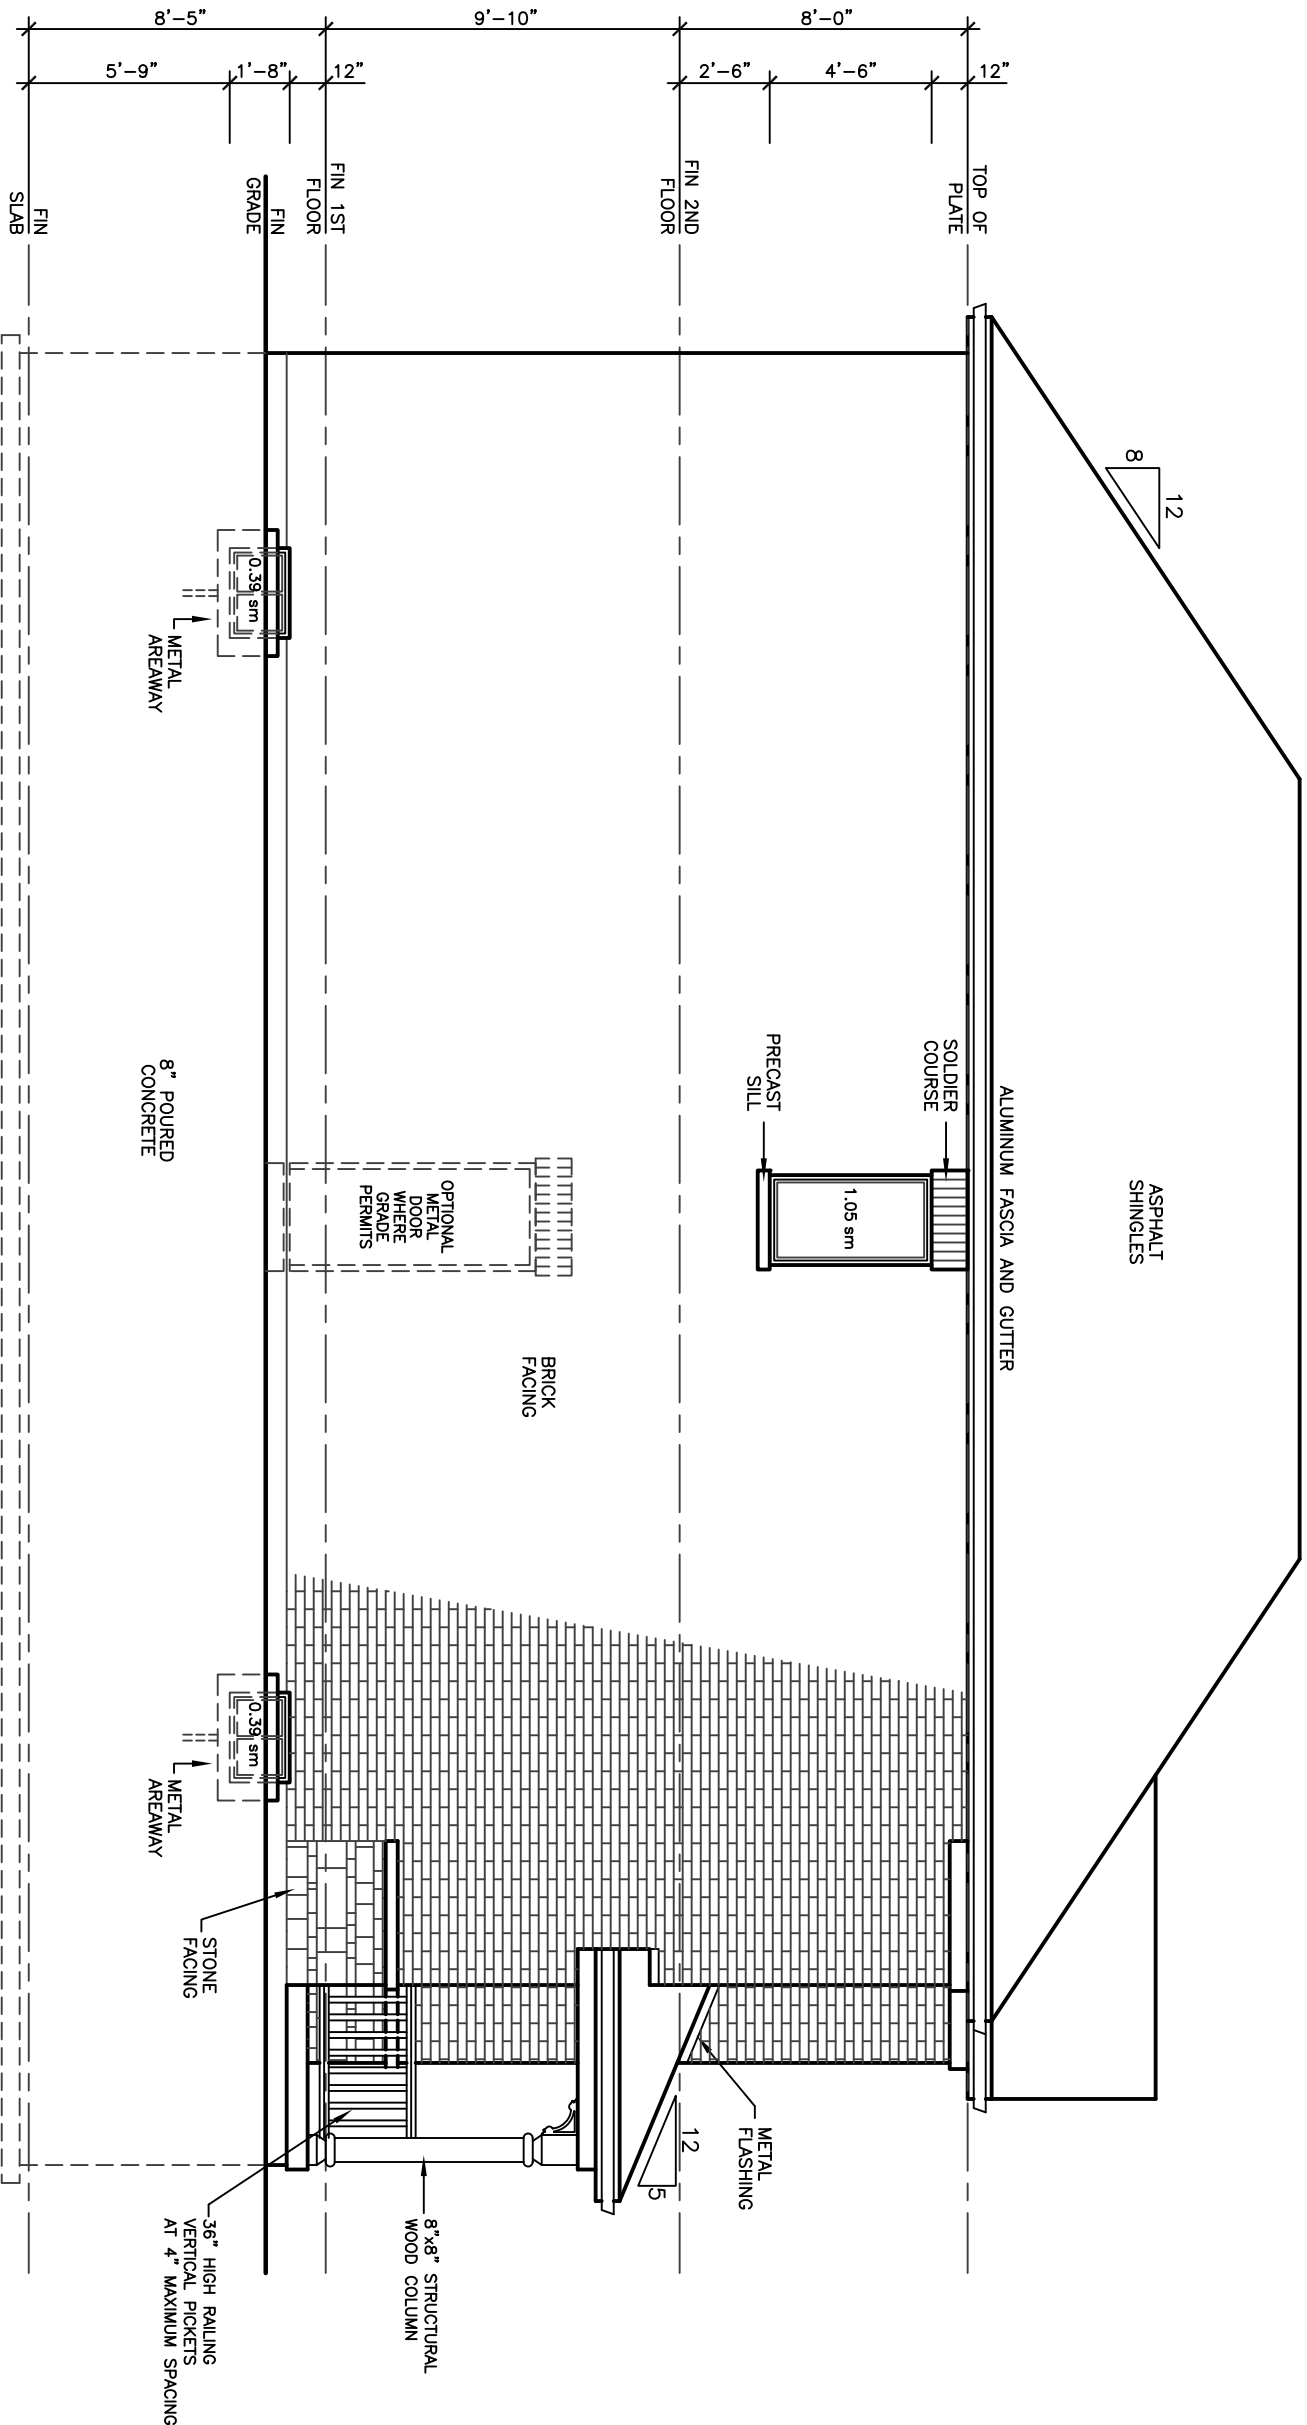 ASPHALT
SHINGLES
12
8
ALUMINUM FASCIA AND GUTTER
TOP OF
PLATE
12"
8'-0"
4'-6"
2'-6"
SOLDIER
COURSE
1.05 sm
PRECAST
SILL
METAL
FLASHING
12
5
FIN 2ND
FLOOR
9'-10"
BRICK
FACING
OPTIONAL
METAL
DOOR
WHERE
GRADE
PERMITS
8"x8" STRUCTURAL
WOOD COLUMN
FIN 1ST
FLOOR
12"
8'-5"
1'-8"
5'-9"
FIN
GRADE
0.39 sm
0.39 sm
36" HIGH RAILING
VERTICAL PICKETS
AT 4" MAXIMUM SPACING
STONE
FACING
METAL
AREAWAY
METAL
AREAWAY
8" POURED
CONCRETE
FIN
SLAB